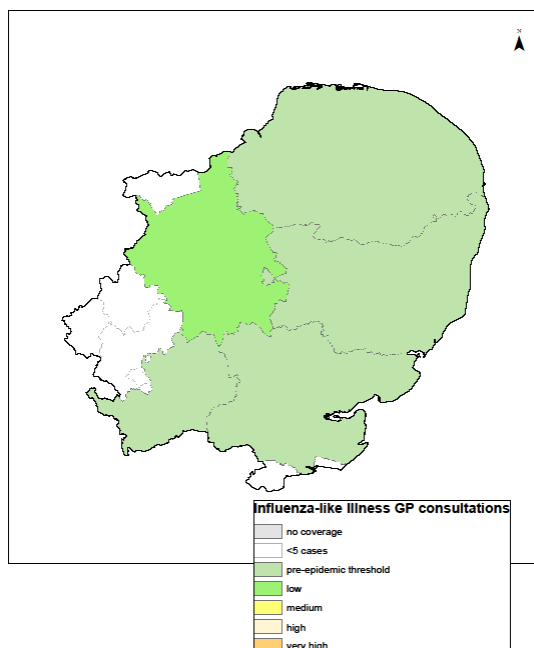 N
Influenza-like Illness GP consultations
no coverage
<5 cases
pre-epidemic threshold
low
medium
high
very high